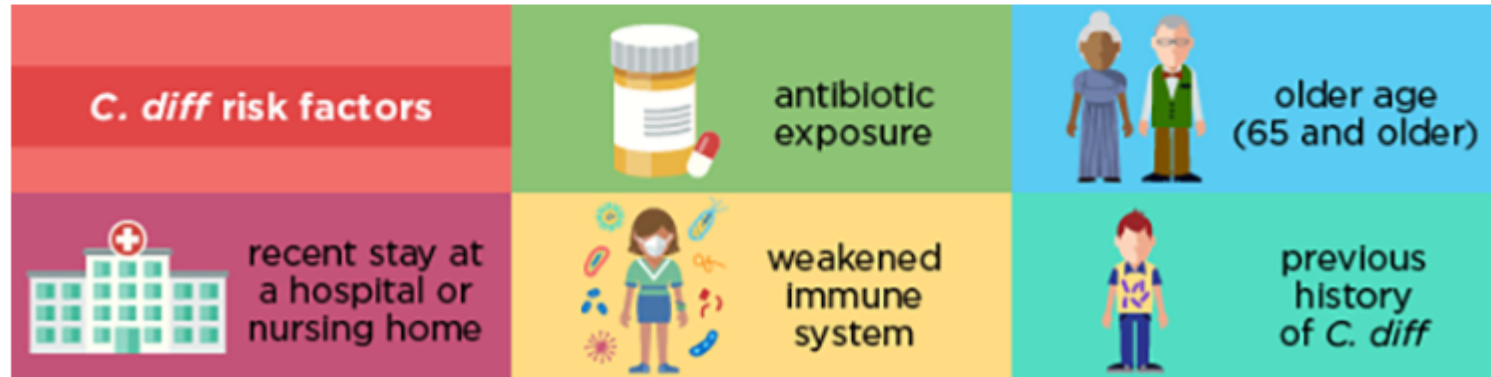 C. diff risk factors
antibiotic
exposure
older age
(65 and older)
recent stay at
a hospital or
nursing home
weakened
immune
system
previous
history
of C. diff